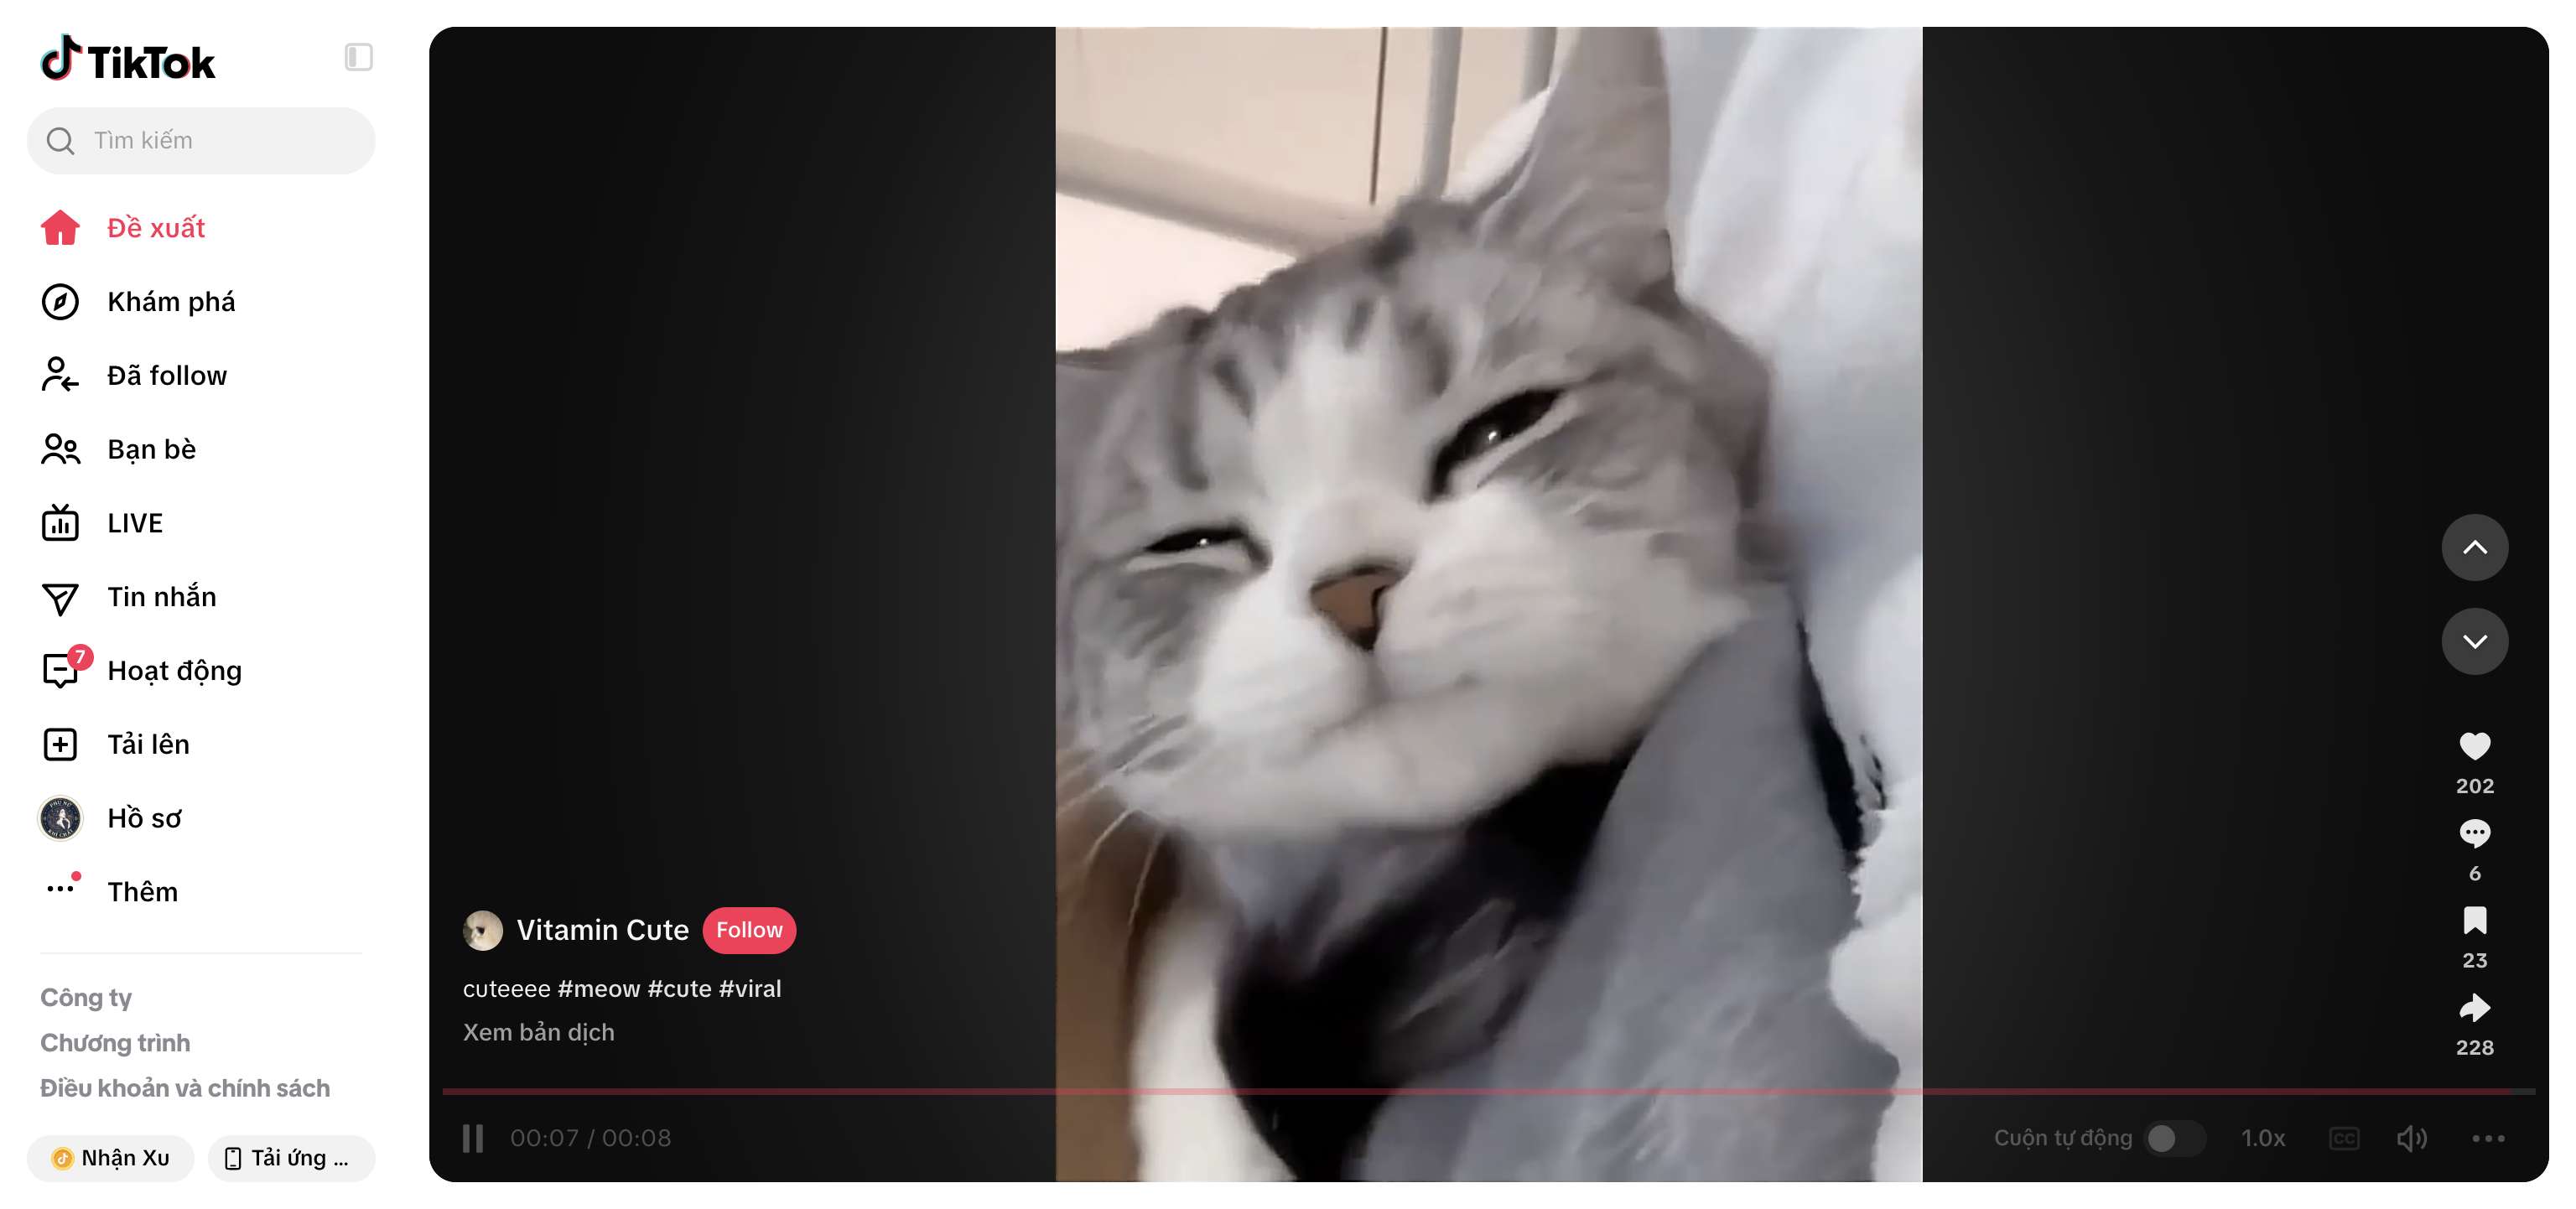 TikTok
Tìm kiếm
Đề xuất
Khám phá
Đã follow
Bạn bè
LIVE
Tin nhắn
7
Hoạt động
Tải lên
Hồ sơ
Thêm
Công ty
Chương trình
Điều khoản và chính sách
Nhận Xu
Tải ứng ...
Vitamin Cute
Follow
cuteeee #meow #cute #viral
Xem bản dịch
00:07 / 00:08
202
6
23
228
Cuộn tự động
1.0x
CC